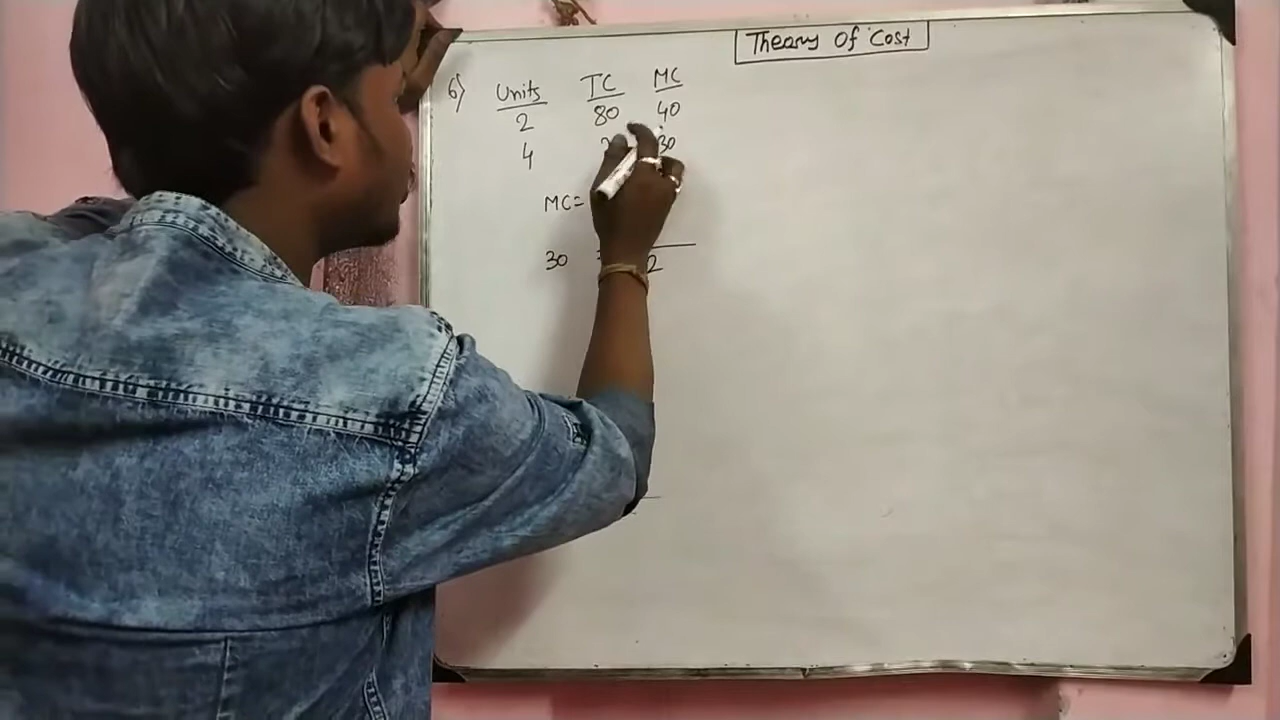 Theory Of Cost
6) Units TC MC
2 80 40
4 ? 30
MC=
30 = 2